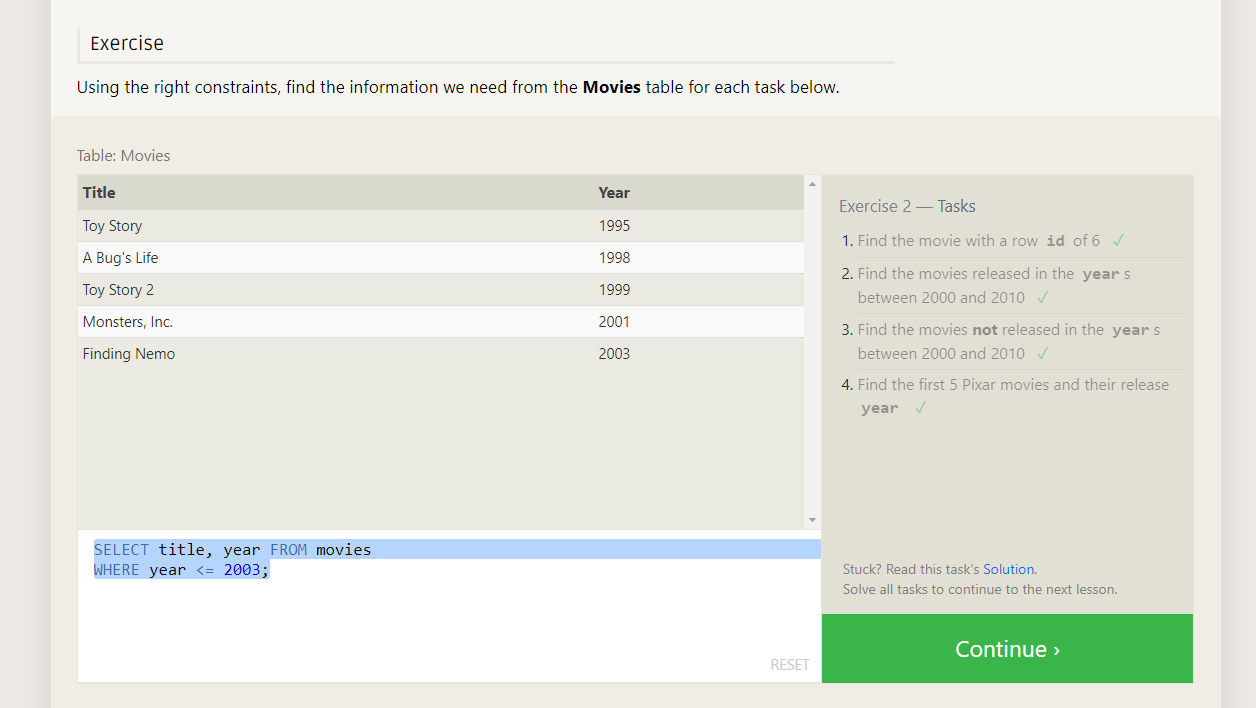 Exercise
Using the right constraints, find the information we need from the Movies table for each task below.
Table: Movies
Title Year
Toy Story 1995
A Bug's Life 1998
Toy Story 2 1999
Monsters, Inc. 2001
Finding Nemo 2003
SELECT title, year FROM movies
WHERE year <= 2003;
RESET
Exercise 2 — Tasks
1. Find the movie with a row id of 6 ✓
2. Find the movies released in the year s
between 2000 and 2010 ✓
3. Find the movies not released in the year s
between 2000 and 2010 ✓
4. Find the first 5 Pixar movies and their release
year ✓
Stuck? Read this task's Solution.
Solve all tasks to continue to the next lesson.
Continue ›